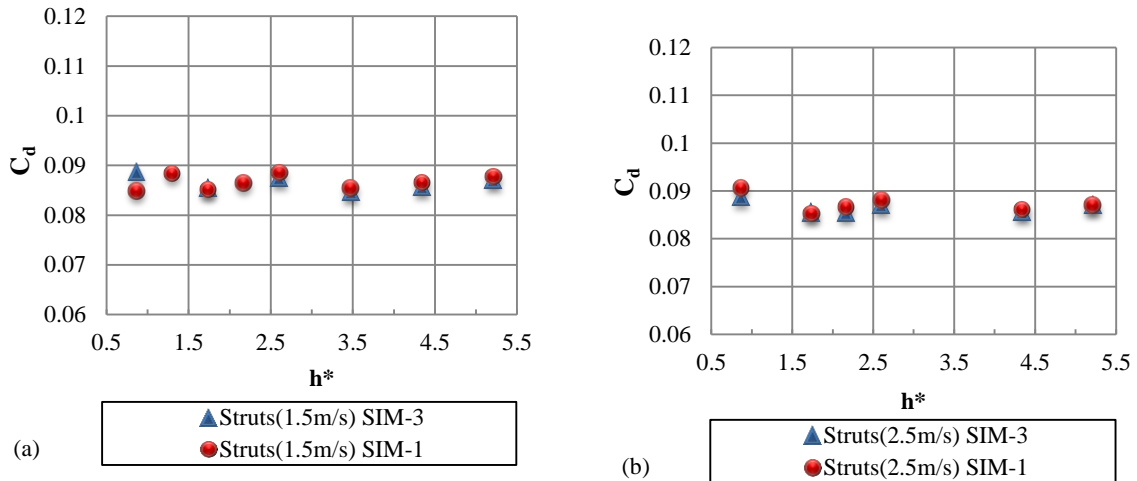 0.12
0.11
0.1
0.09
0.08
0.07
0.06
C_d
0.5 1.5 2.5 3.5 4.5 5.5
h*
Struts(1.5m/s) SIM-3
Struts(1.5m/s) SIM-1
(a)
0.12
0.11
0.1
0.09
0.08
0.07
0.06
C_d
0.5 1.5 2.5 3.5 4.5 5.5
h*
Struts(2.5m/s) SIM-3
Struts(2.5m/s) SIM-1
(b)